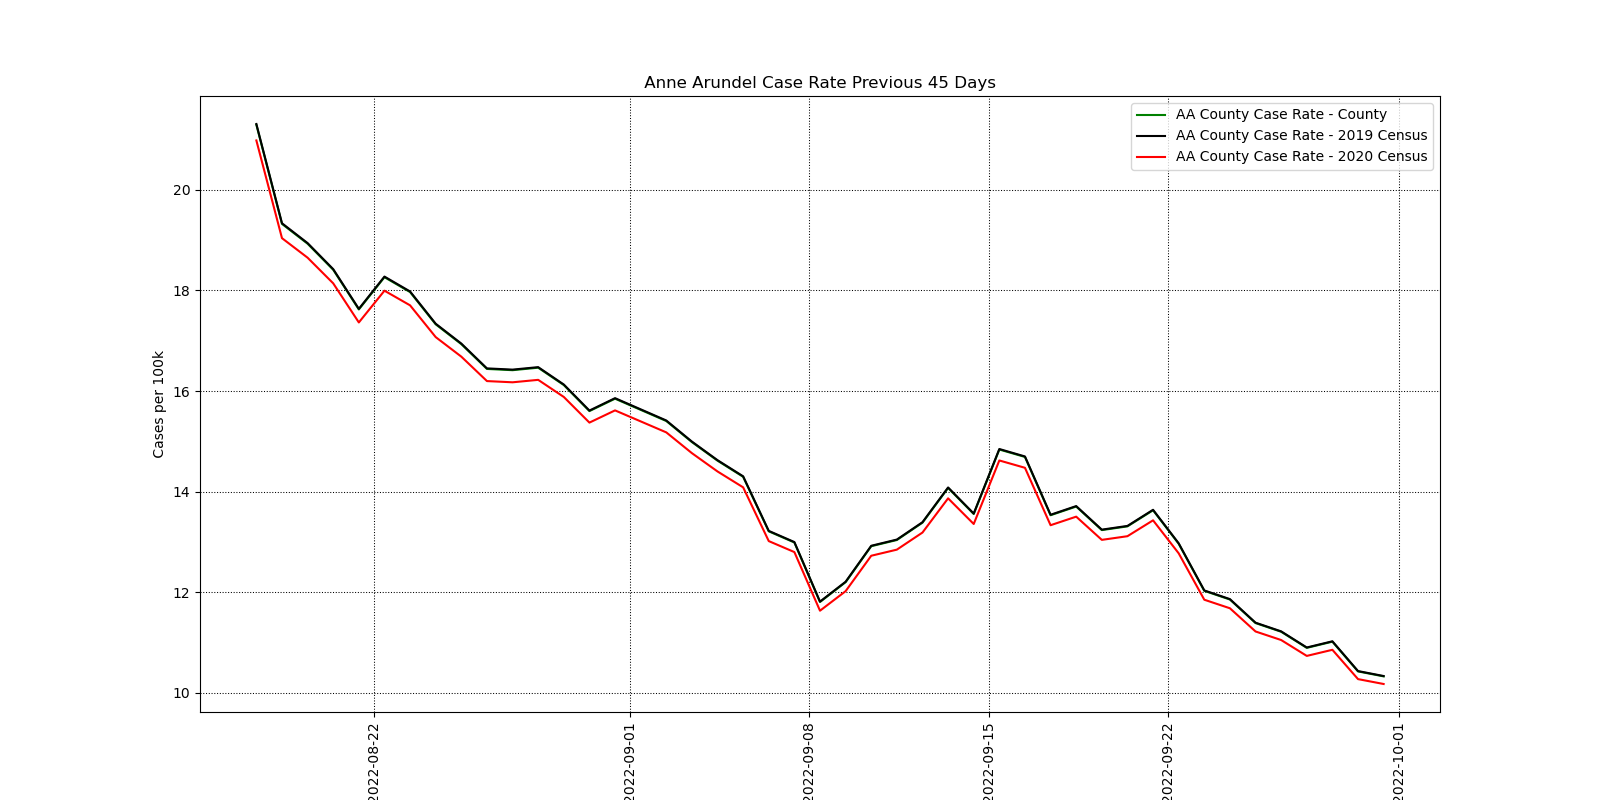 Anne Arundel Case Rate Previous 45 Days
AA County Case Rate - County
AA County Case Rate - 2019 Census
AA County Case Rate - 2020 Census
Cases per 100k
20
18
16
14
12
10
2022-08-22
2022-09-01
2022-09-08
2022-09-15
2022-09-22
2022-10-01